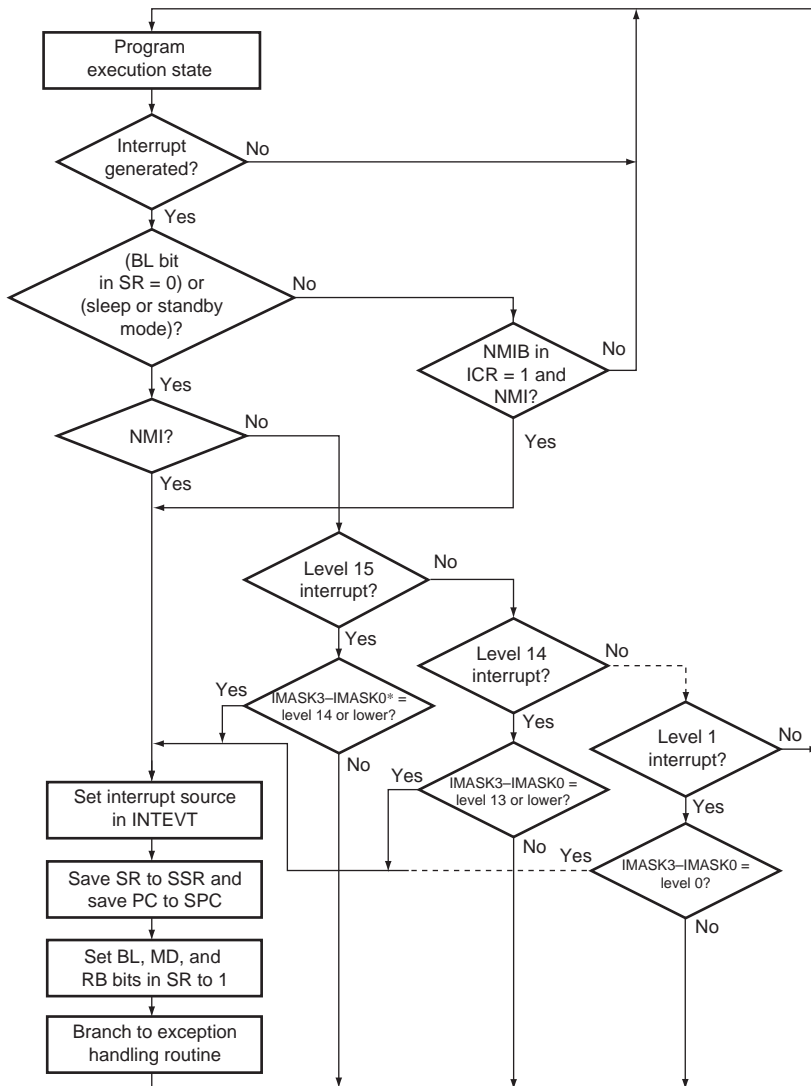 Program
execution state
Interrupt
generated?
No
Yes
(BL bit
in SR = 0) or
(sleep or standby
mode)?
No
Yes
NMIB in
ICR = 1 and
NMI?
No
Yes
NMI?
No
Yes
Level 15
interrupt?
No
Yes
Level 14
interrupt?
No
Yes
IMASK3–IMASK0* =
level 14 or lower?
Yes
No
Level 1
interrupt?
No
Yes
IMASK3–IMASK0 =
level 13 or lower?
Yes
No
IMASK3–IMASK0 =
level 0?
Yes
No
Set interrupt source
in INTEVT
Save SR to SSR and
save PC to SPC
Set BL, MD, and
RB bits in SR to 1
Branch to exception
handling routine